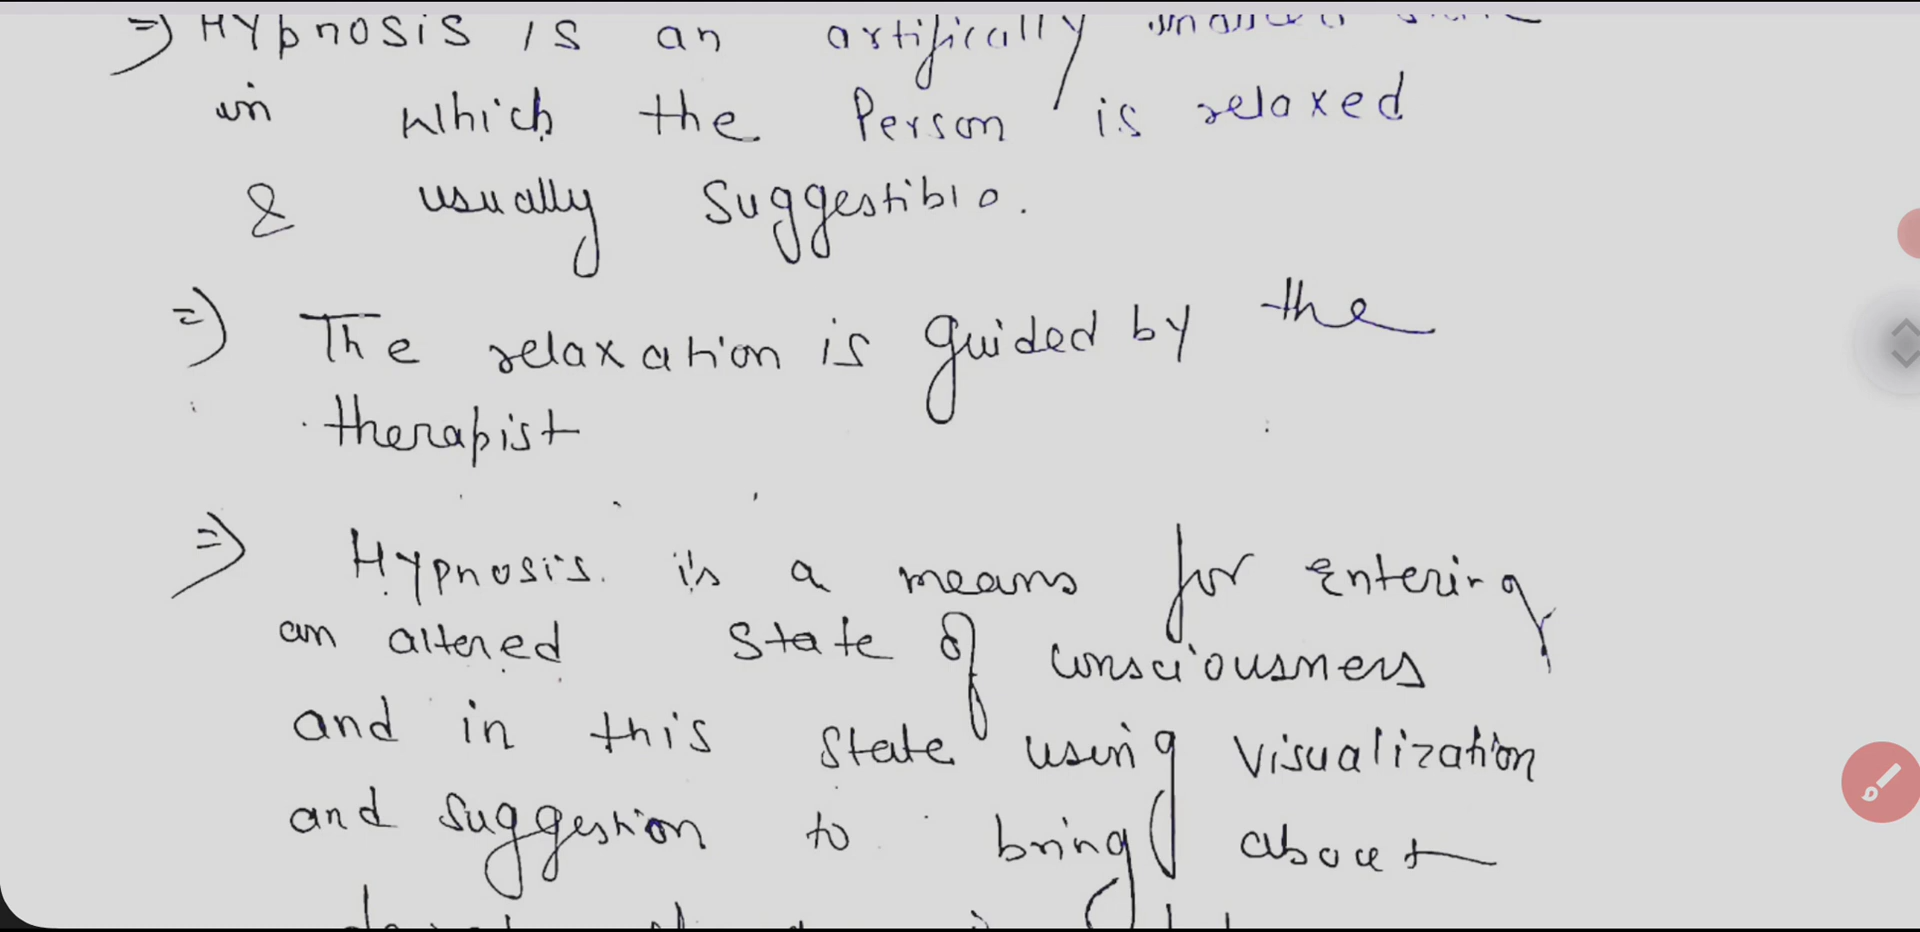 ⇒ Hypnosis is an artifically
in which the Person is relaxed
& usually Suggestible.
⇒ The relaxation is guided by the
therapist
⇒ Hypnosis. is a means for Entering
an altered state of consciousness
and in this state using visualization
and suggestion to bring about